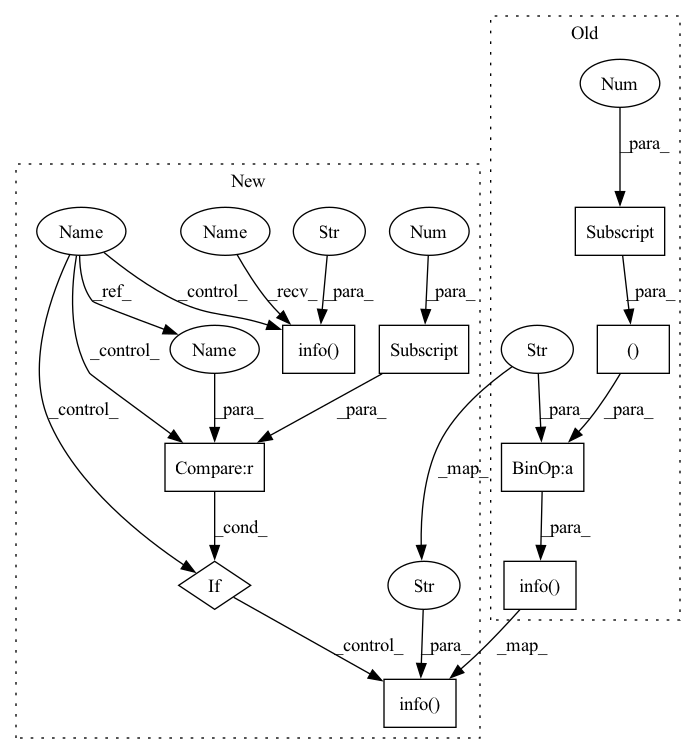 Old
Num
_para_
New
Name
Name
Str
Num
Subscript
_ref_
_control_
_recv_
_para_
_para_
_para_
_control_
Name
info()
Subscript
Str
()
_control_
_para_
_para_
_para_
_para_
Compare:r
_map_
BinOp:a
_cond_
_para_
If
Str
info()
_control_
_para_
_map_
info()